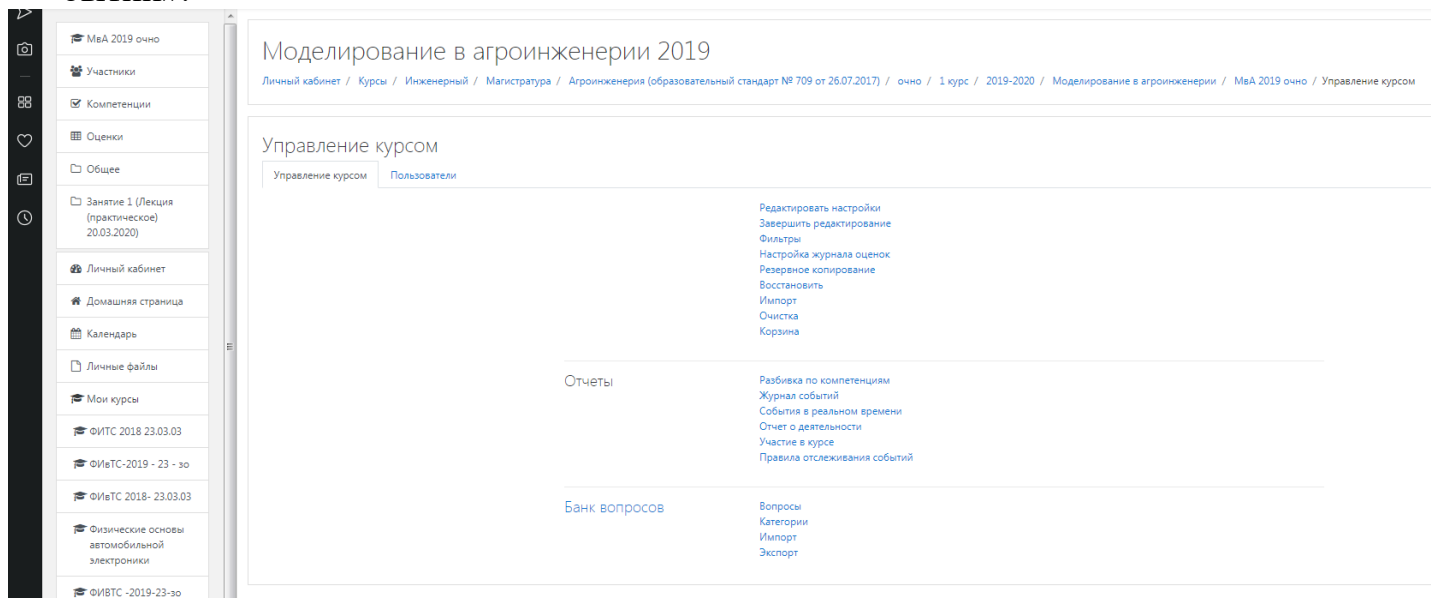 МвА 2019 очно
Участники
Компетенции
Оценки
Общее
Занятие 1 (Лекция
(практическое)
20.03.2020)
Личный кабинет
Домашняя страница
Календарь
Личные файлы
Мои курсы
ФИТС 2018 23.03.03
ФИвТС-2019 - 23 - зо
ФИвТС 2018- 23.03.03
Физические основы
автомобильной
электроники
ФИВТС -2019-23-зо
Моделирование в агроинженерии 2019
Личный кабинет / Курсы / Инженерный / Магистратура / Агроинженерия (образовательный стандарт № 709 от 26.07.2017) / очно / 1 курс / 2019-2020 / Моделирование в агроинженерии / МвА 2019 очно / Управление курсом
Управление курсом
Управление курсом
Пользователи
Редактировать настройки
Завершить редактирование
Фильтры
Настройка журнала оценок
Резервное копирование
Восстановить
Импорт
Очистка
Корзина
Отчеты
Разбивка по компетенциям
Журнал событий
События в реальном времени
Отчет о деятельности
Участие в курсе
Правила отслеживания событий
Банк вопросов
Вопросы
Категории
Импорт
Экспорт